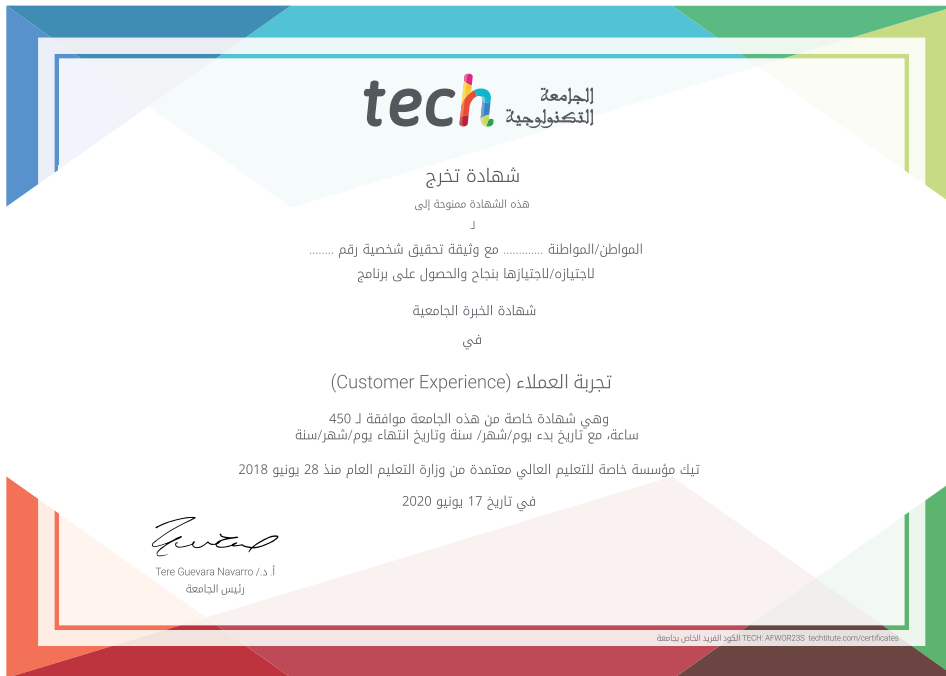 tech الجامعة
التكنولوجية
شهادة تخرج
هذه الشهادة ممنوحة إلى
لـ
المواطن/المواطنة ............. مع وثيقة تحقيق شخصية رقم ........
لاجتيازه/لاجتيازها بنجاح والحصول على برنامج
شهادة الخبرة الجامعية
في
تجربة العملاء (Customer Experience)
وهي شهادة خاصة من هذه الجامعة موافقة لـ 450
ساعة، مع تاريخ بدء يوم/شهر/ سنة وتاريخ انتهاء يوم/شهر/سنة
تيك مؤسسة خاصة للتعليم العالي معتمدة من وزارة التعليم العام منذ 28 يونيو 2018
في تاريخ 17 يونيو 2020
أ. د./ Tere Guevara Navarro
رئيس الجامعة
الكود الفريد الخاص بجامعة TECH: AFWOR23S techtitute.com/certificates